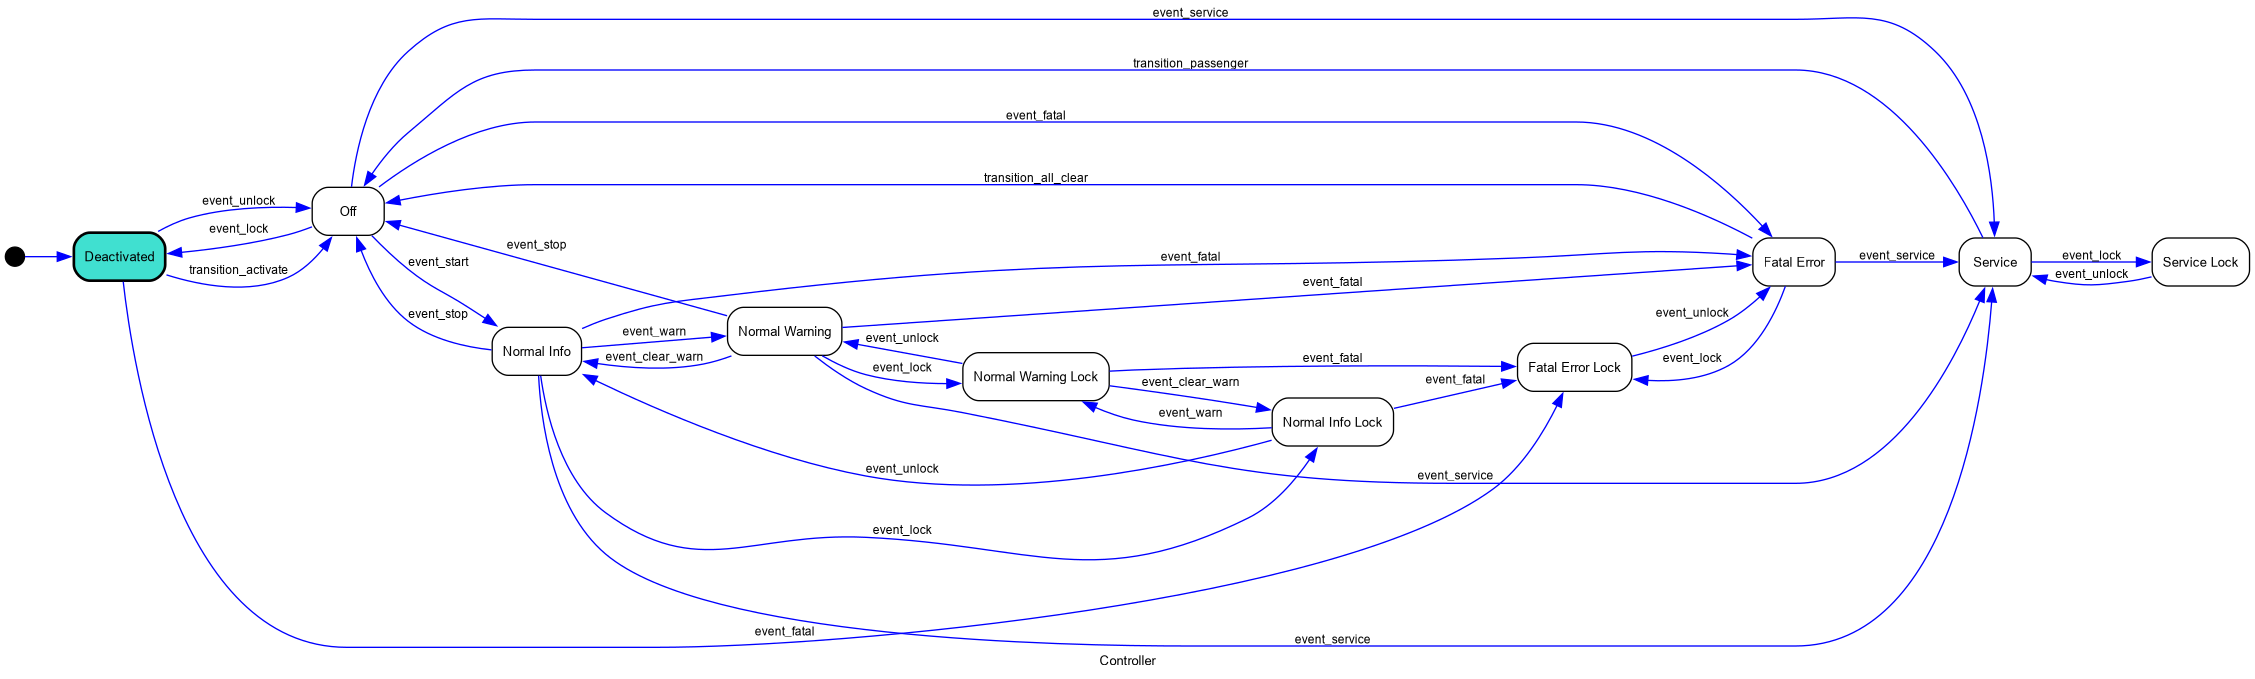 event_service
transition_passenger
event_fatal
transition_all_clear
event_unlock
Off
event_lock
event_stop
Deactivated
transition_activate
event_start
event_fatal
Fatal Error
event_service
Service
event_lock
Service Lock
event_unlock
event_fatal
event_stop
event_warn
Normal Warning
event_unlock
Normal Info
event_clear_warn
event_unlock
event_lock
event_fatal
event_lock
Normal Warning Lock
Fatal Error Lock
event_clear_warn
event_fatal
event_warn
Normal Info Lock
event_unlock
event_service
event_lock
event_fatal
event_service
Controller